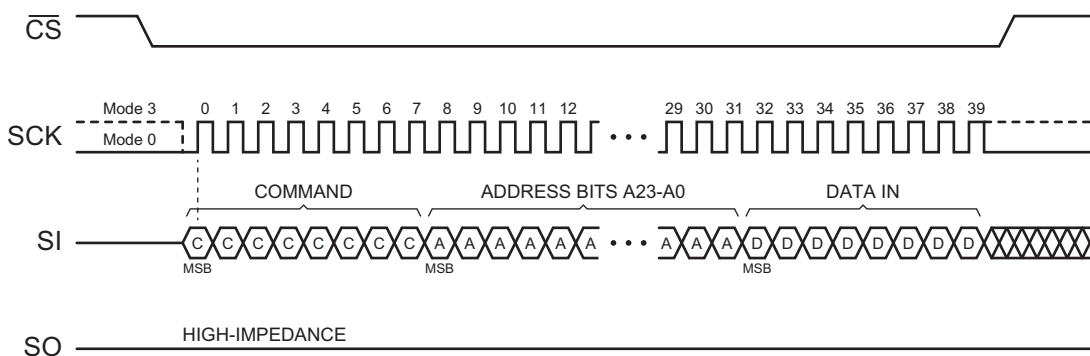 CS
Mode 3
0 1 2 3 4 5 6 7 8 9 10 11 12 29 30 31 32 33 34 35 36 37 38 39
SCK
Mode 0
• • •
COMMAND ADDRESS BITS A23-A0 DATA IN
SI C C C C C C C C A A A A A A • • • A A A D D D D D D D D
MSB MSB MSB
HIGH-IMPEDANCE
SO